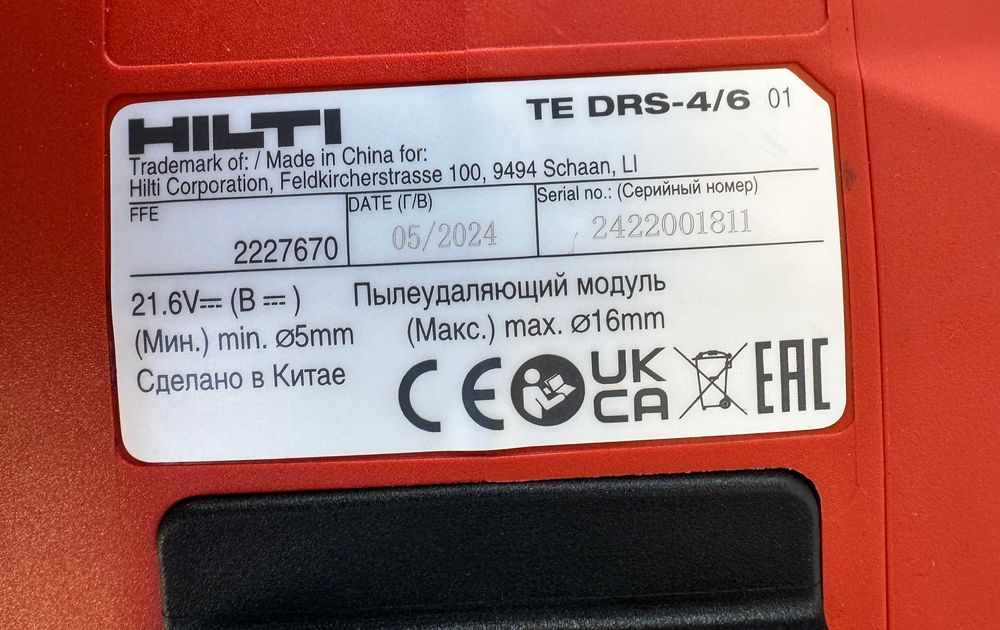 HILTI TE DRS-4/6 01
Trademark of: / Made in China for:
Hilti Corporation, Feldkircherstrasse 100, 9494 Schaan, LI
FFE DATE (Г/В) Serial no.: (Серийный номер)
2227670 05/2024 2422001811
21.6V⎓ (В ⎓ ) Пылеудаляющий модуль
(Мин.) min. ⌀5mm (Макс.) max. ⌀16mm
Сделано в Китае
CE UK
CA EAC